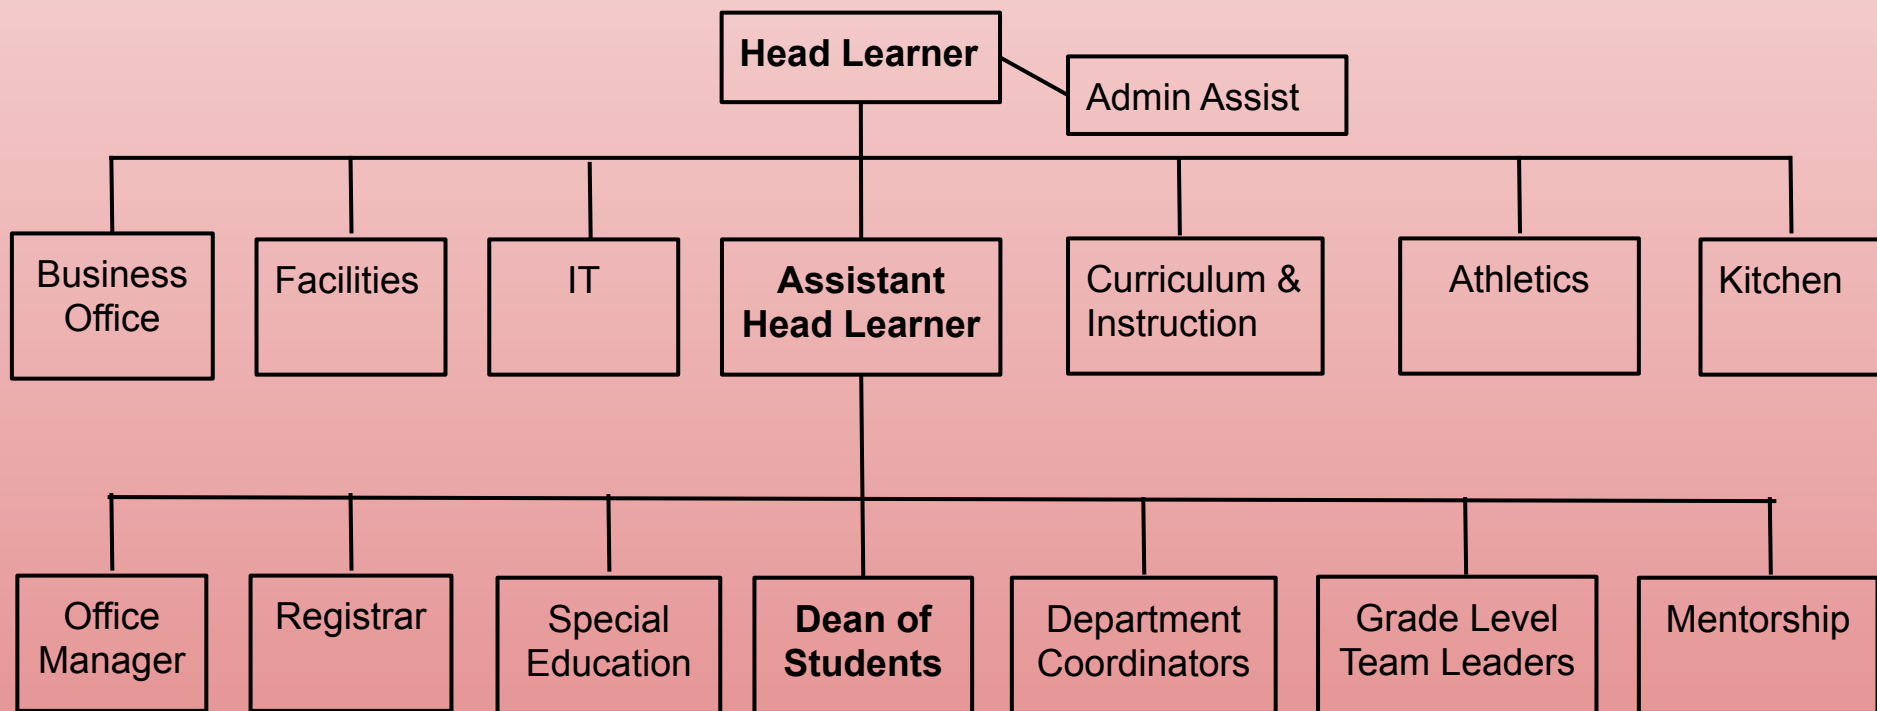 Head Learner
Admin Assist
Business
Office
Facilities
IT
Assistant
Head Learner
Curriculum &
Instruction
Athletics
Kitchen
Office
Manager
Registrar
Special
Education
Dean of
Students
Department
Coordinators
Grade Level
Team Leaders
Mentorship